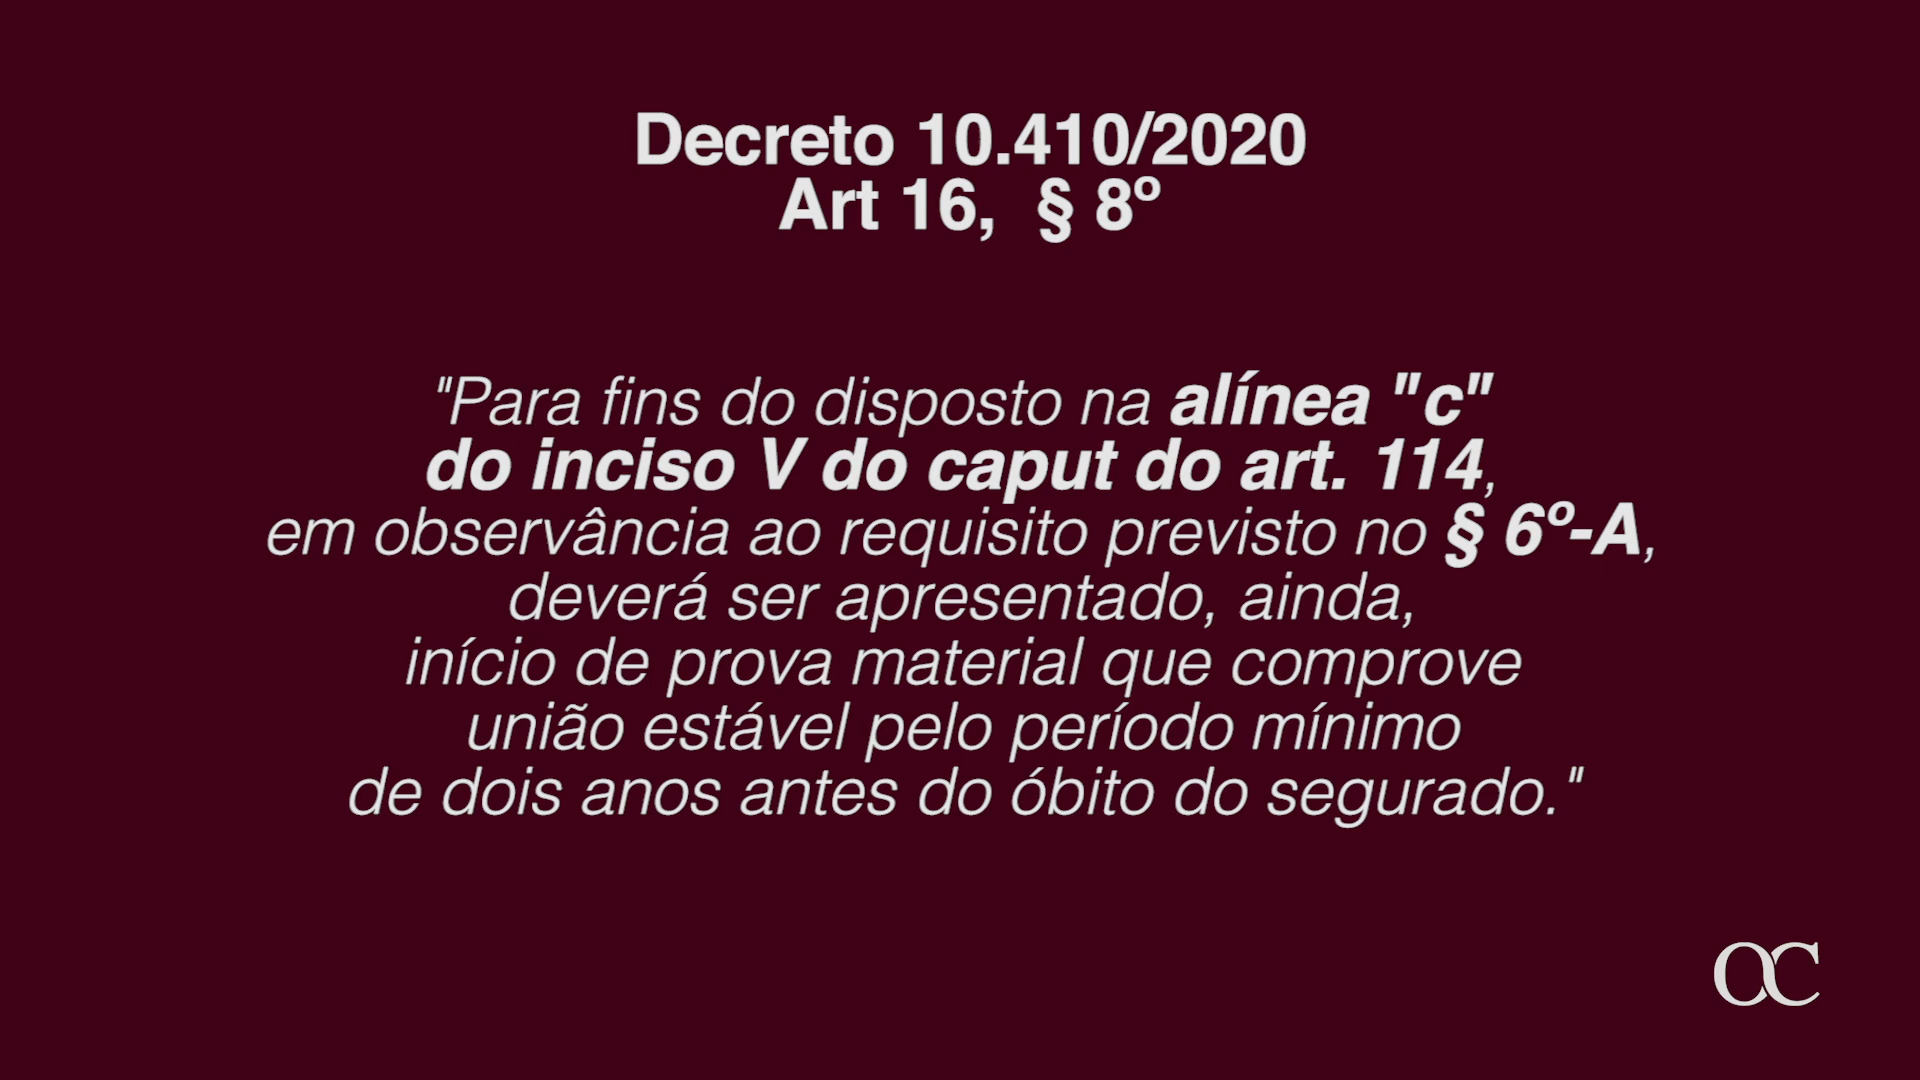 Decreto 10.410/2020
Art 16,  § 8º
"Para fins do disposto na alínea "c"
do inciso V do caput do art. 114,
em observância ao requisito previsto no § 6º-A,
deverá ser apresentado, ainda,
início de prova material que comprove
união estável pelo período mínimo
de dois anos antes do óbito do segurado."
OC